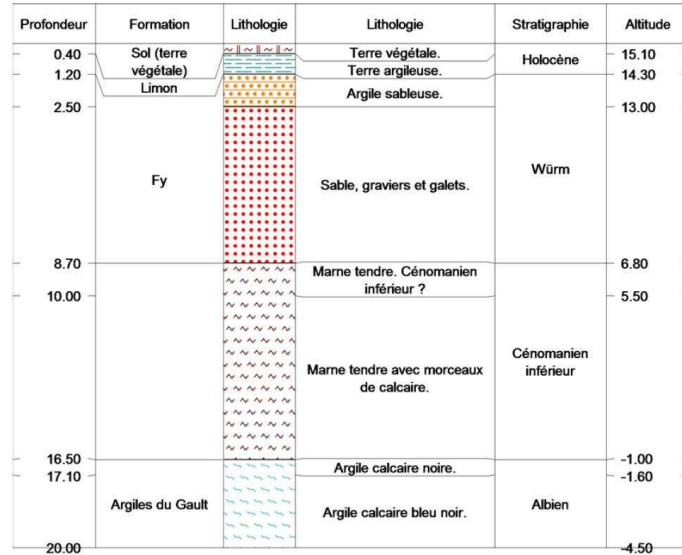 Profondeur Formation Lithologie Lithologie Stratigraphie Altitude
Sol (terre
végétale)
Terre végétale.
0.40 15.10
Holocène
Terre argileuse.
1.20 14.30
Limon
Argile sableuse.
2.50 13.00
Fy
Sable, graviers et galets.
Würm
8.70 6.80
Marne tendre. Cénomanien
inférieur ?
10.00 5.50
Marne tendre avec morceaux
de calcaire.
Cénomanien
inférieur
16.50 -1.00
Argile calcaire noire.
17.10 -1.60
Argiles du Gault
Argile calcaire bleu noir.
Albien
20.00 -4.50